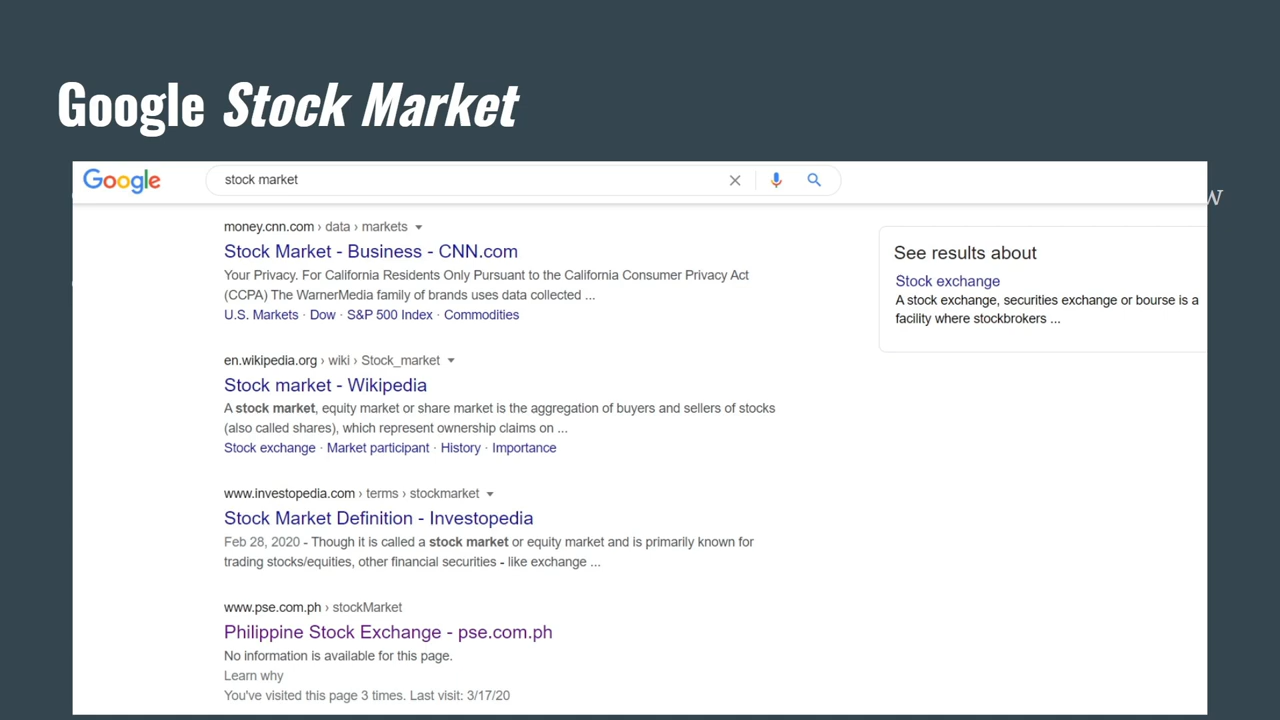 Google Stock Market
Google
stock market
w
money.cnn.com › data › markets
Stock Market - Business - CNN.com
Your Privacy. For California Residents Only Pursuant to the California Consumer Privacy Act
(CCPA) The WarnerMedia family of brands uses data collected ...
U.S. Markets · Dow · S&P 500 Index · Commodities
en.wikipedia.org › wiki › Stock_market
Stock market - Wikipedia
A stock market, equity market or share market is the aggregation of buyers and sellers of stocks
(also called shares), which represent ownership claims on ...
Stock exchange · Market participant · History · Importance
www.investopedia.com › terms › stockmarket
Stock Market Definition - Investopedia
Feb 28, 2020 - Though it is called a stock market or equity market and is primarily known for
trading stocks/equities, other financial securities - like exchange ...
www.pse.com.ph › stockMarket
Philippine Stock Exchange - pse.com.ph
No information is available for this page.
Learn why
You've visited this page 3 times. Last visit: 3/17/20
See results about
Stock exchange
A stock exchange, securities exchange or bourse is a
facility where stockbrokers ...